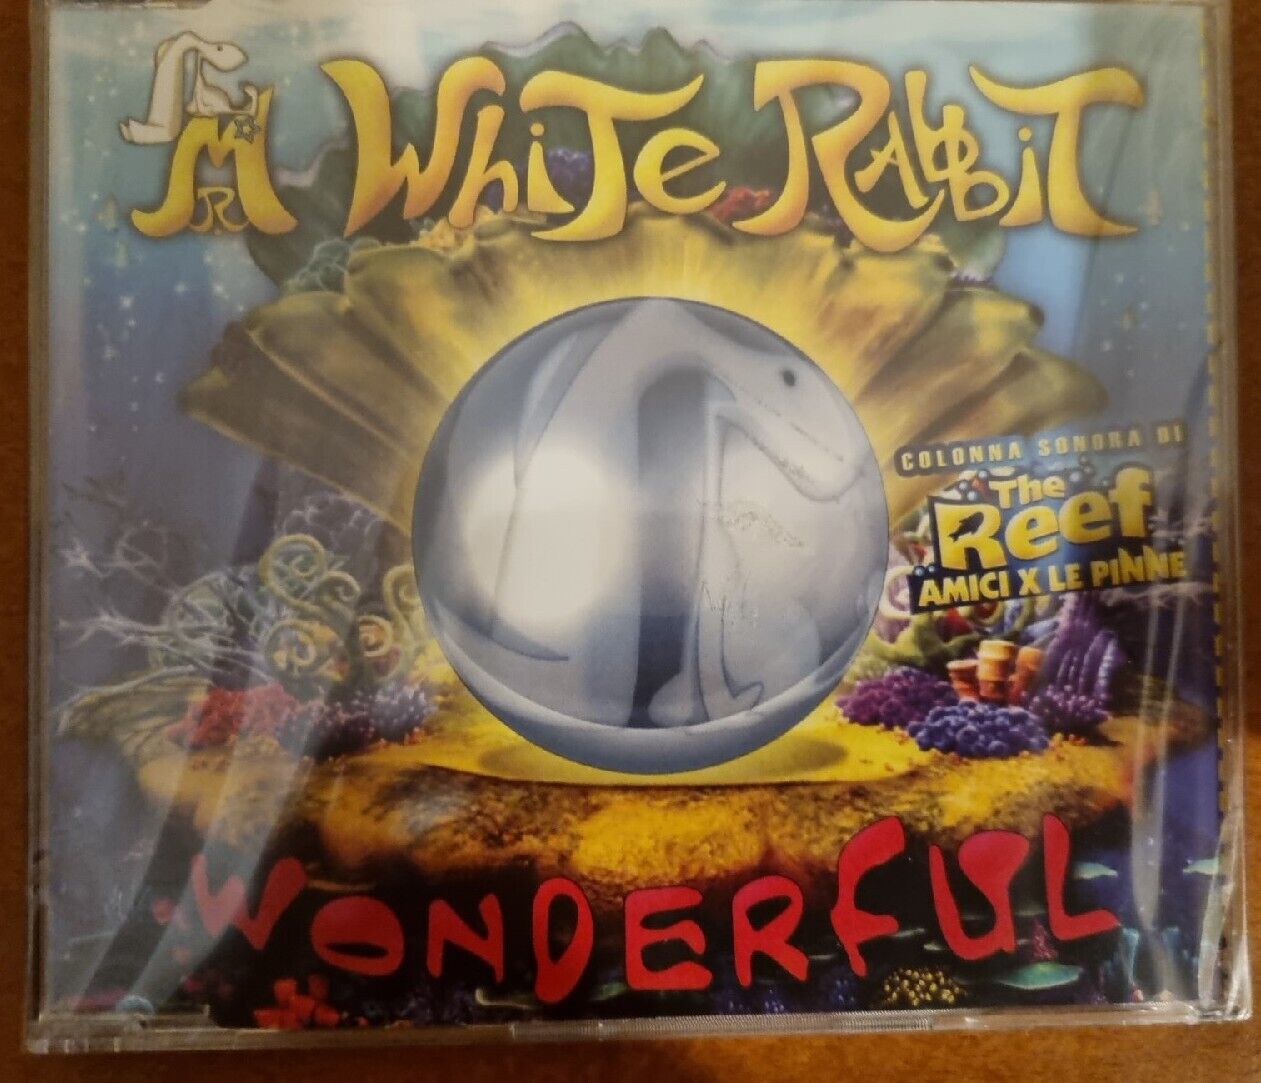 MR WHiTe RAbbiT
COLONNA SONORA DI
The
Reef
AMICI X LE PINNE
WONDERFUL